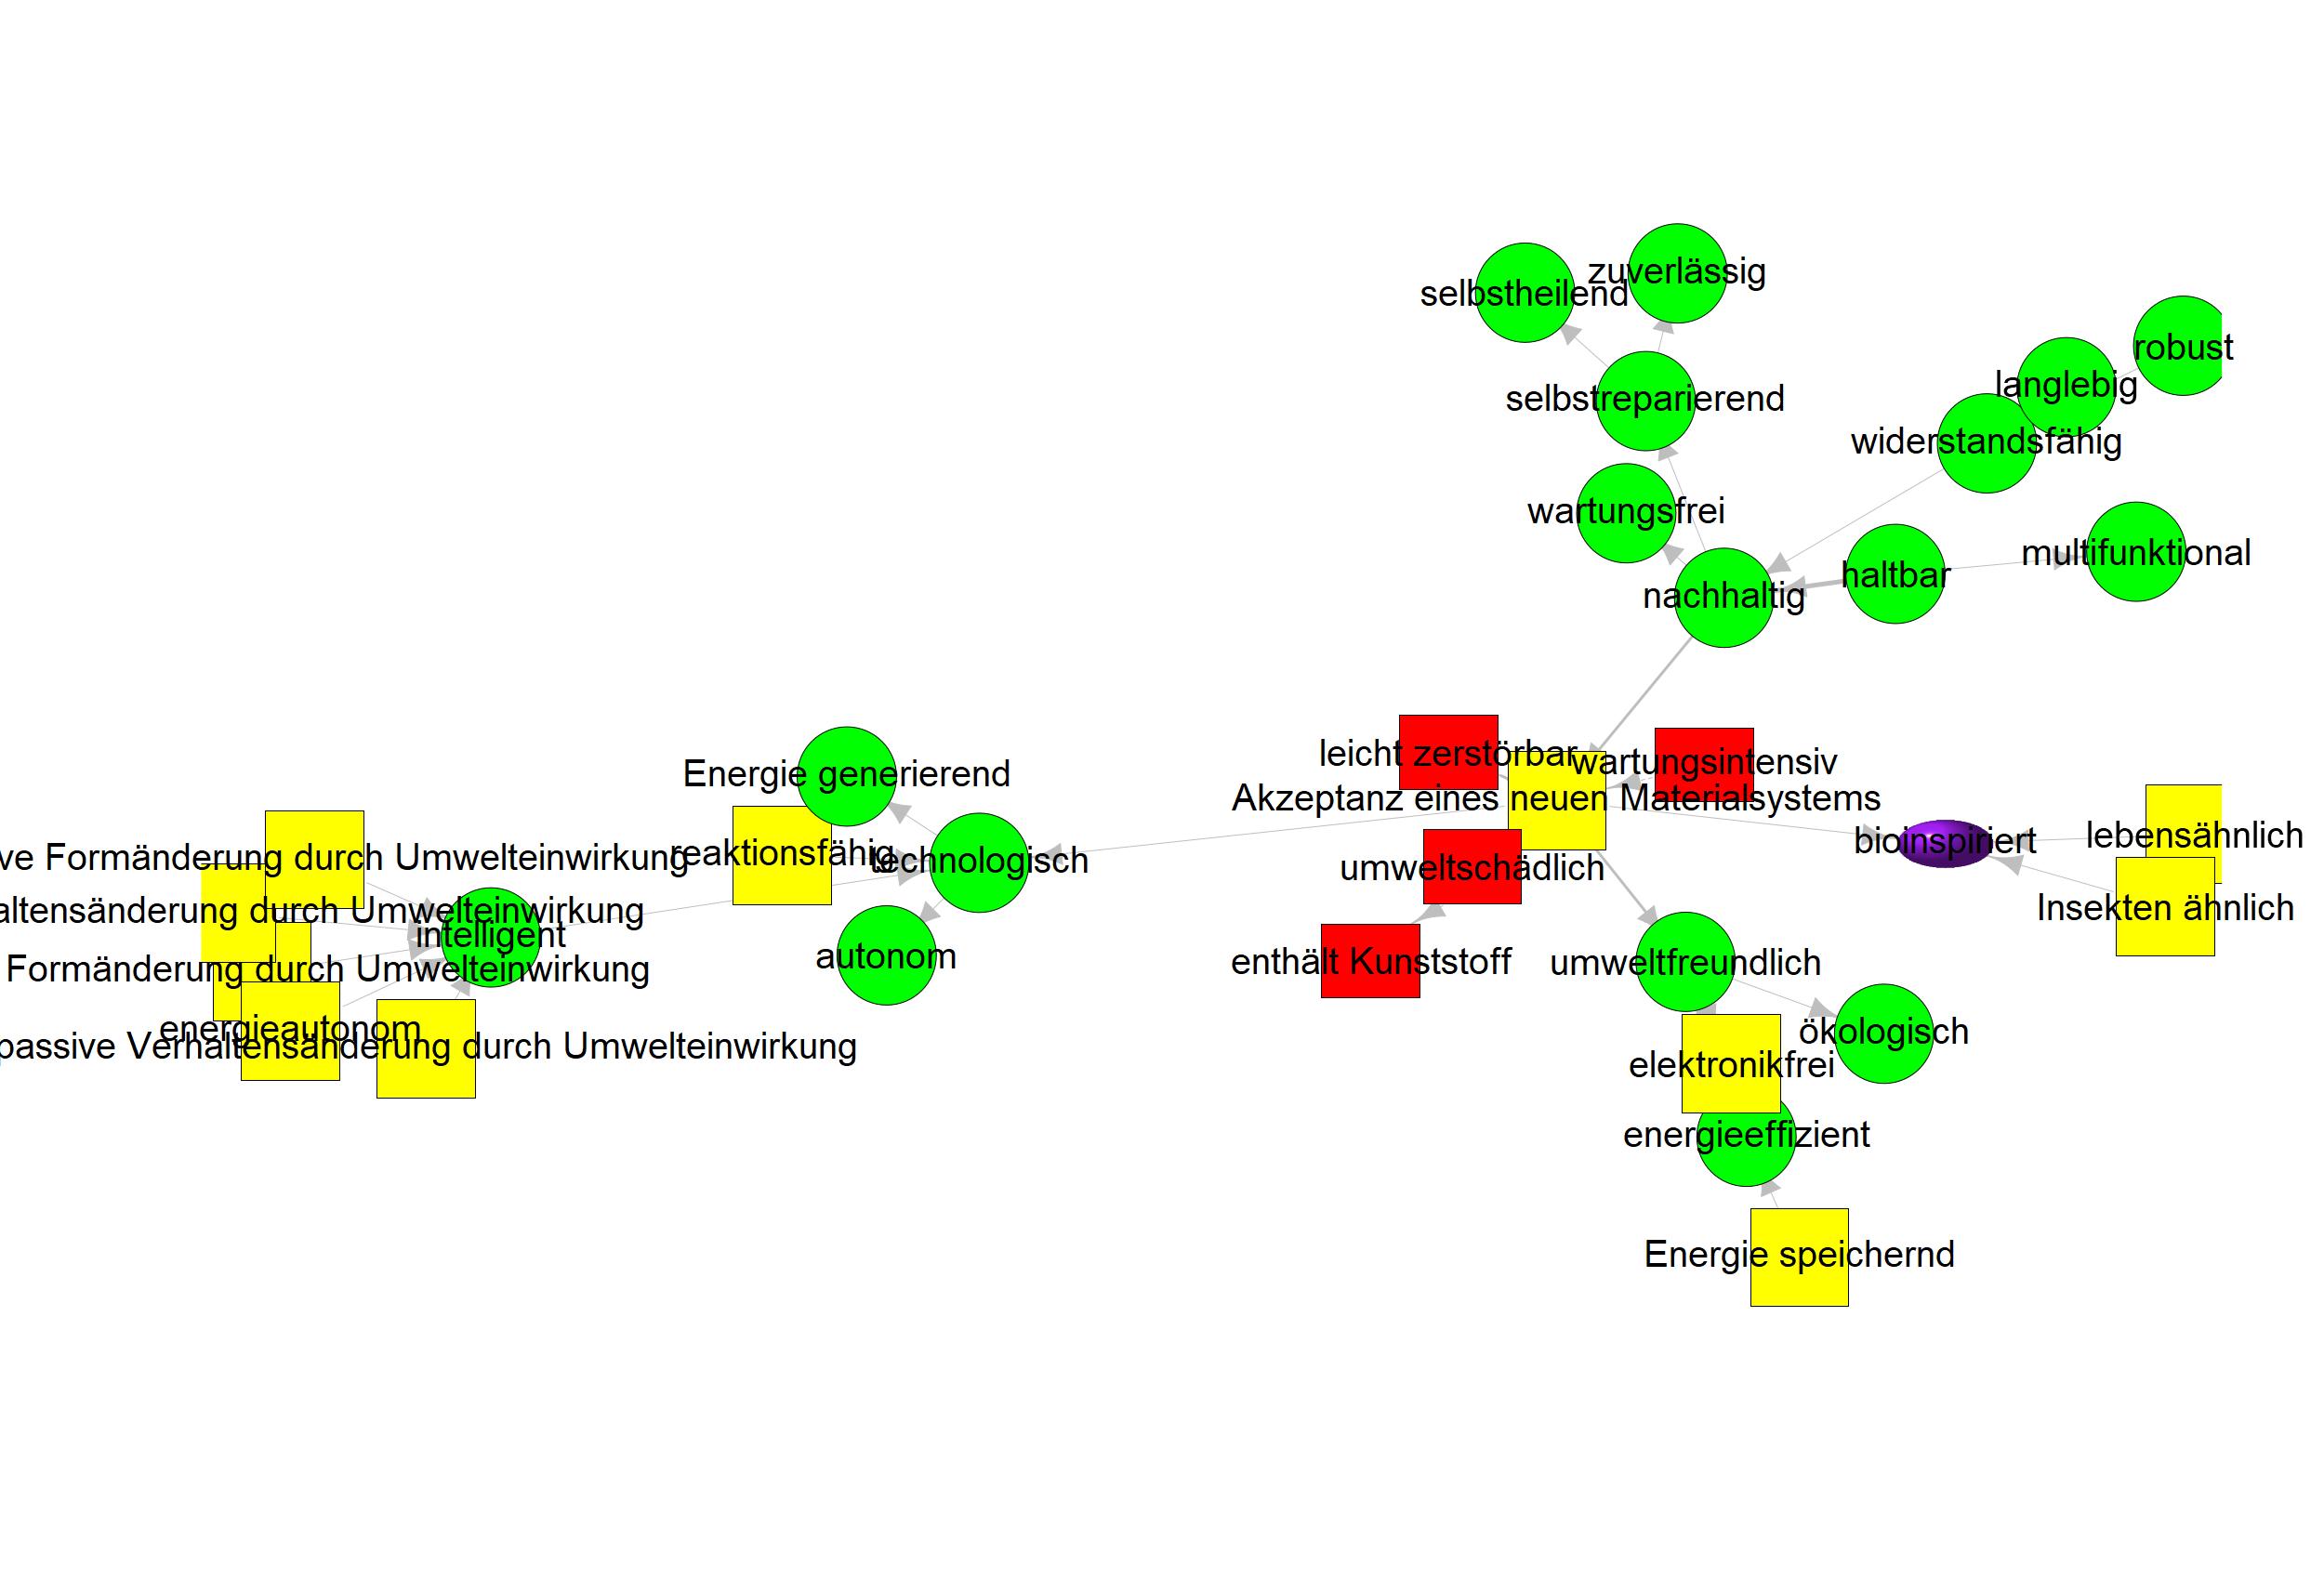 zuverlässig
selbstheilend
robust
langlebig
selbstreparierend
widerstandsfähig
wartungsfrei
multifunktional
haltbar
nachhaltig
leicht zerstörbar
wartungsintensiv
Energie generierend
Akzeptanz eines neuen Materialsystems
lebensähnlich
bioinspiriert
reaktionsfähig
ve Formänderung durch Umwelteinwirkung
technologisch
umweltschädlich
Insekten ähnlich
altensänderung durch Umwelteinwirkung
intelligent
autonom
enthält Kunststoff
umweltfreundlich
Formänderung durch Umwelteinwirkung
energieautonom
ökologisch
passive Verhaltensänderung durch Umwelteinwirkung
elektronikfrei
energieeffizient
Energie speichernd